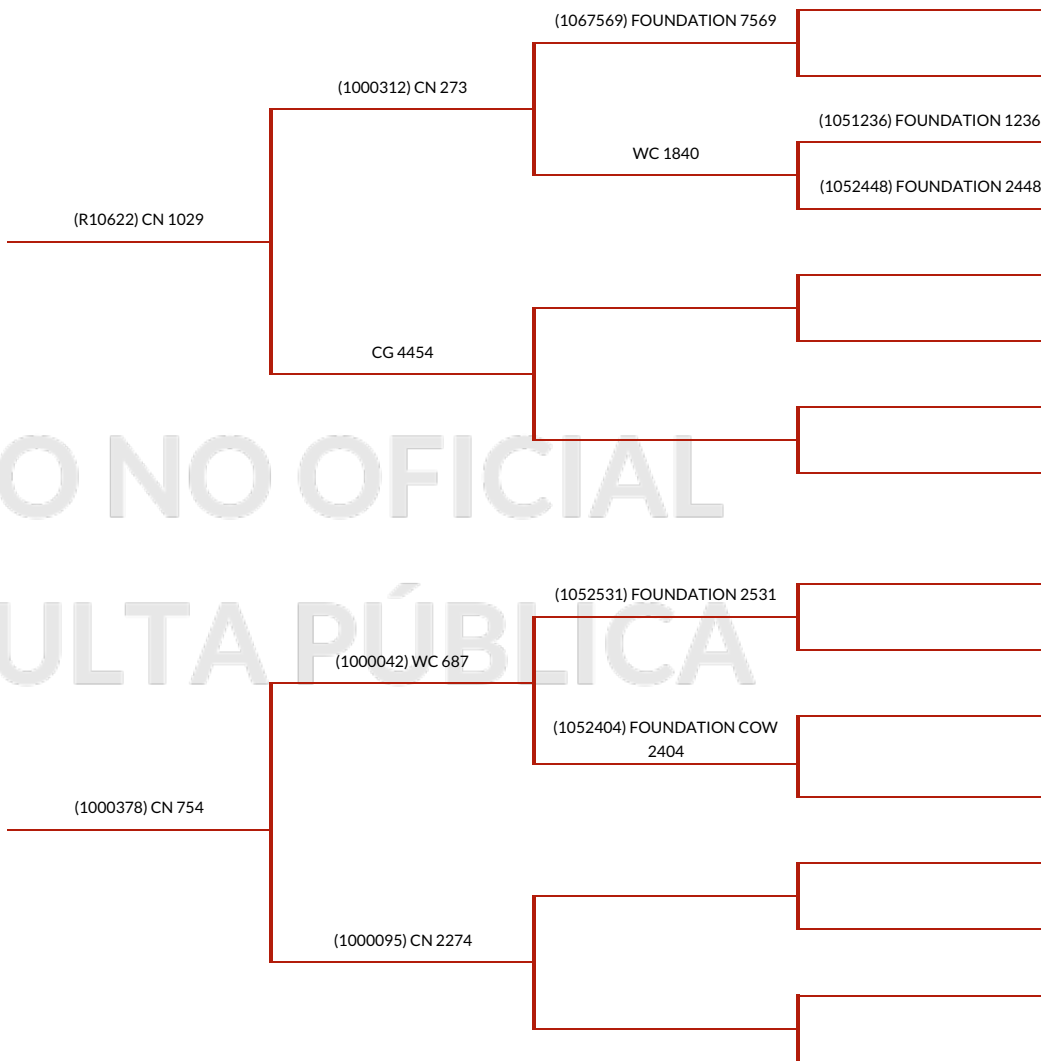 (1067569) FOUNDATION 7569
(1000312) CN 273
(1051236) FOUNDATION 1236
WC 1840
(1052448) FOUNDATION 2448
(R10622) CN 1029
CG 4454
O NO OFICIAL
(1052531) FOUNDATION 2531
ULTA PÚBLICA
(1000042) WC 687
(1052404) FOUNDATION COW
2404
(1000378) CN 754
(1000095) CN 2274